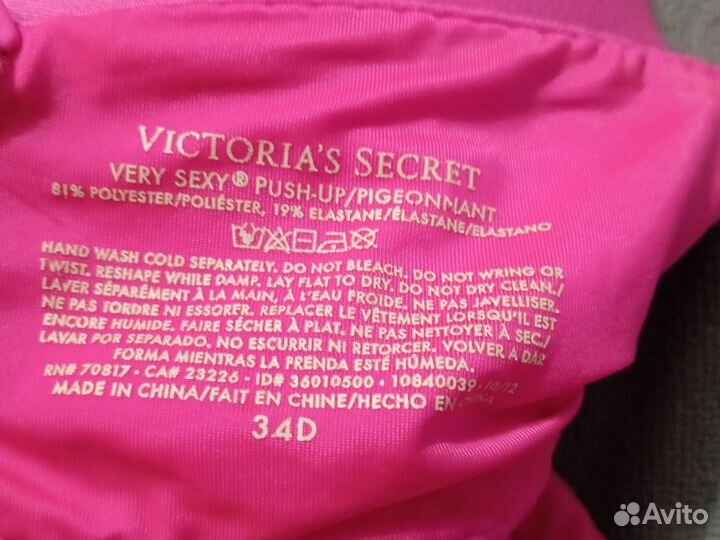 VICTORIA'S SECRET
VERY SEXY® PUSH-UP/PIGEONNANT
81% POLYESTER/POLIÉSTER, 19% ELASTANE/ÉLASTANE/ELASTANO
HAND WASH COLD SEPARATELY. DO NOT BLEACH. DO NOT WRING OR
TWIST. RESHAPE WHILE DAMP. LAY FLAT TO DRY. DO NOT DRY CLEAN./
LAVER SÉPARÉMENT À LA MAIN, À L'EAU FROIDE. NE PAS JAVELLISER.
NE PAS TORDRE NI ESSORER. REPLACER LE VÊTEMENT LORSQU'IL EST
ENCORE HUMIDE. FAIRE SÉCHER À PLAT. NE PAS NETTOYER À SEC./
LAVAR POR SEPARADO. NO ESCURRIR NI RETORCER. VOLVER A DAR
FORMA MIENTRAS LA PRENDA ESTÉ HÚMEDA.
RN# 70817 - CA# 23226 - ID# 36010500 - 10840039 10/12
MADE IN CHINA/FAIT EN CHINE/HECHO EN CHINA
34D
Avito